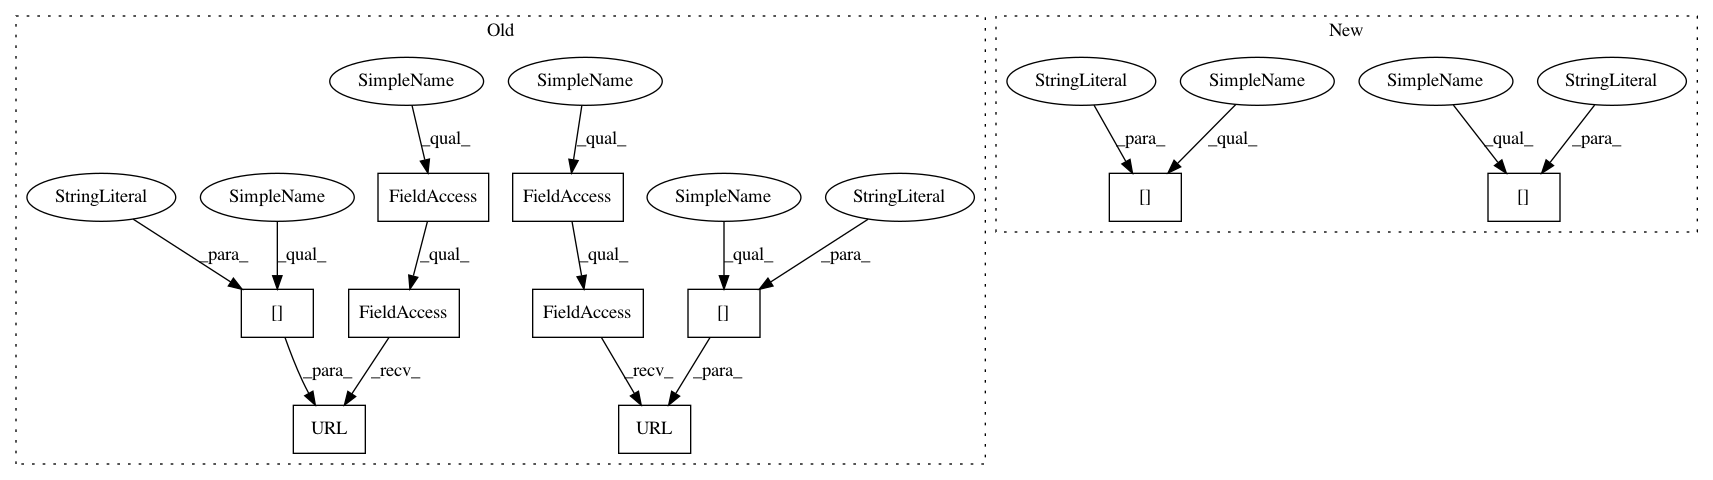 Old
New
SimpleName
SimpleName
StringLiteral
SimpleName
SimpleName
StringLiteral
_qual_
_qual_
_para_
_qual_
_qual_
_para_
StringLiteral
SimpleName
FieldAccess
FieldAccess
SimpleName
StringLiteral
[]
[]
_para_
_qual_
_qual_
_qual_
_qual_
_para_
[]
FieldAccess
FieldAccess
[]
_para_
_recv_
_recv_
_para_
URL
URL